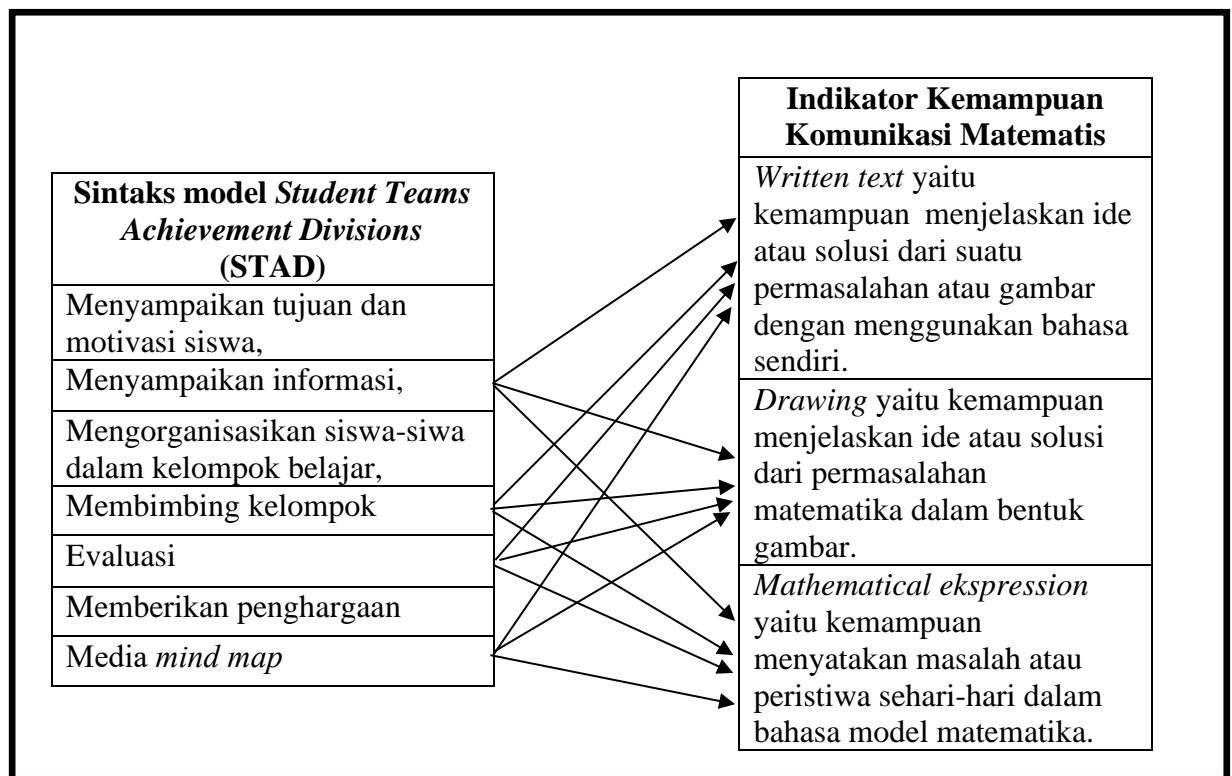 Sintaks model Student Teams
Achievement Divisions
(STAD)
Menyampaikan tujuan dan
motivasi siswa,
Menyampaikan informasi,
Mengorganisasikan siswa-siwa
dalam kelompok belajar,
Membimbing kelompok
Evaluasi
Memberikan penghargaan
Media mind map
Indikator Kemampuan
Komunikasi Matematis
Written text yaitu
kemampuan menjelaskan ide
atau solusi dari suatu
permasalahan atau gambar
dengan menggunakan bahasa
sendiri.
Drawing yaitu kemampuan
menjelaskan ide atau solusi
dari permasalahan
matematika dalam bentuk
gambar.
Mathematical ekspression
yaitu kemampuan
menyatakan masalah atau
peristiwa sehari-hari dalam
bahasa model matematika.